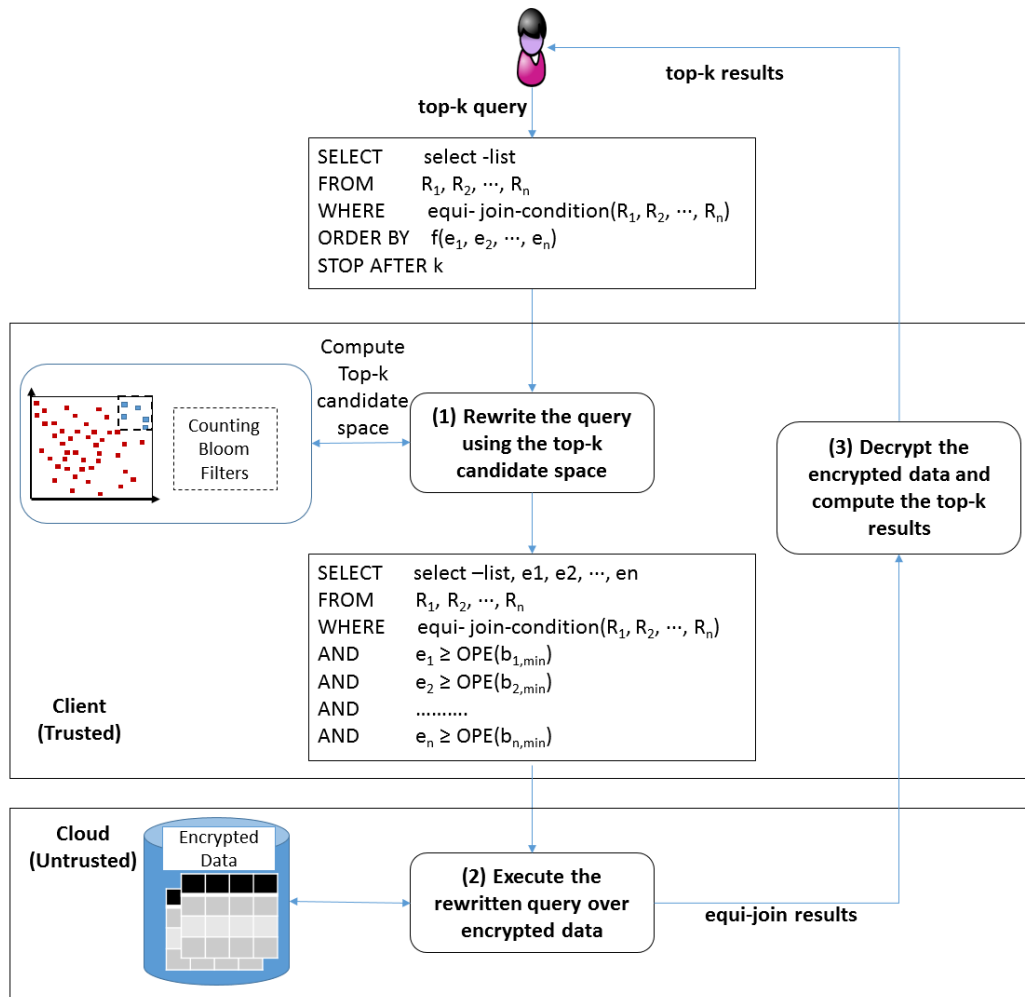 top-k results
top-k query
SELECT select -list
FROM R₁, R₂, ···, Rₙ
WHERE equi- join-condition(R₁, R₂, ···, Rₙ)
ORDER BY f(e₁, e₂, ···, eₙ)
STOP AFTER k
Compute
Top-k
candidate
space
Counting
Bloom
Filters
(1) Rewrite the query
using the top-k
candidate space
(3) Decrypt the
encrypted data and
compute the top-k
results
SELECT select –list, e1, e2, ···, en
FROM R₁, R₂, ···, Rₙ
WHERE equi- join-condition(R₁, R₂, ···, Rₙ)
AND e₁ ≥ OPE(b₁,min)
AND e₂ ≥ OPE(b₂,min)
AND ..........
AND eₙ ≥ OPE(bₙ,min)
Client
(Trusted)
Cloud
(Untrusted)
Encrypted
Data
(2) Execute the
rewritten query over
encrypted data
equi-join results